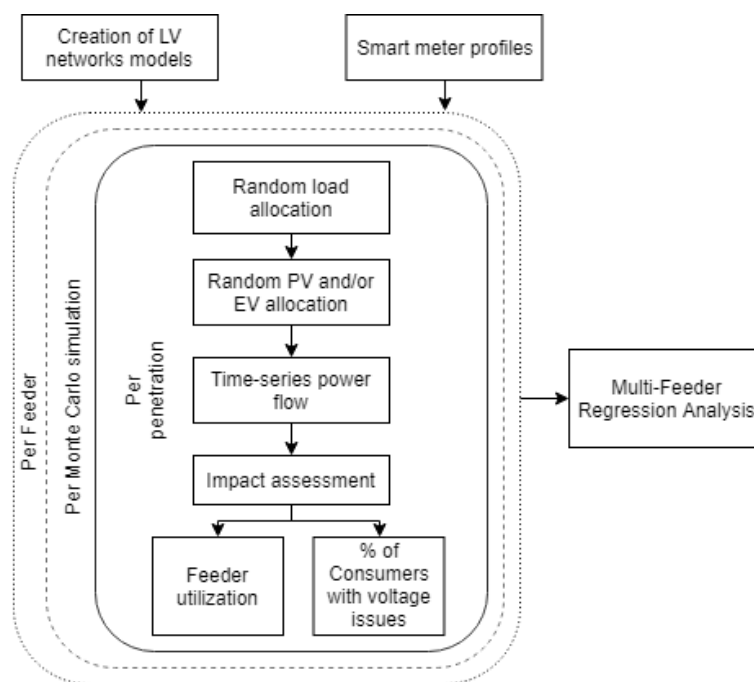 Creation of LV
networks models
Smart meter profiles
Per Feeder
Per Monte Carlo simulation
Per
penetration
Random load
allocation
Random PV and/or
EV allocation
Time-series power
flow
Impact assessment
Feeder
utilization
% of
Consumers
with voltage
issues
Multi-Feeder
Regression Analysis